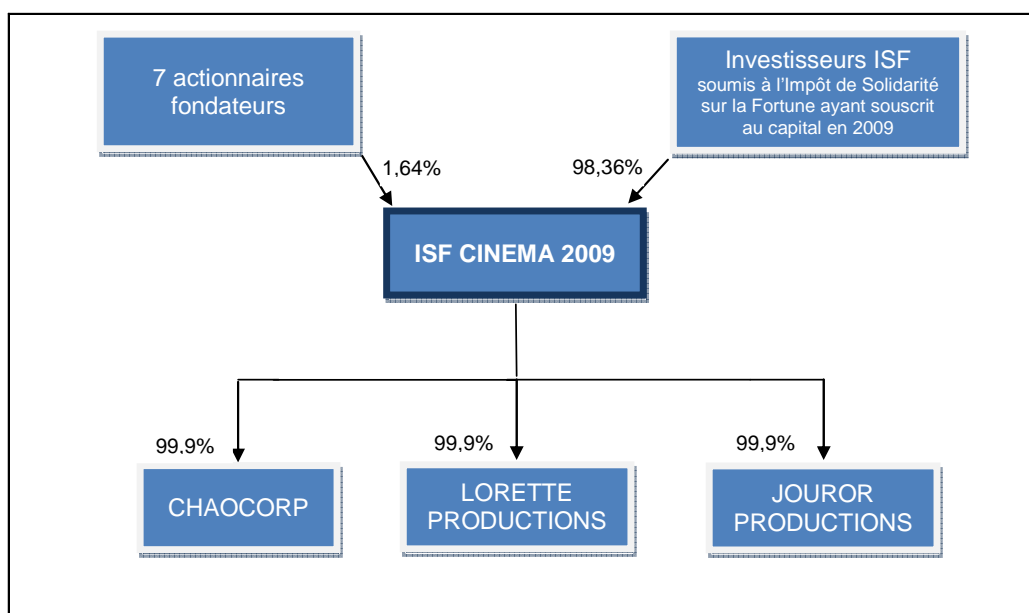 7 actionnaires
fondateurs
Investisseurs ISF
soumis à l'Impôt de Solidarité
sur la Fortune ayant souscrit
au capital en 2009
1,64%
98,36%
ISF CINEMA 2009
99,9%
99,9%
99,9%
CHAOCORP
LORETTE
PRODUCTIONS
JOUROR
PRODUCTIONS